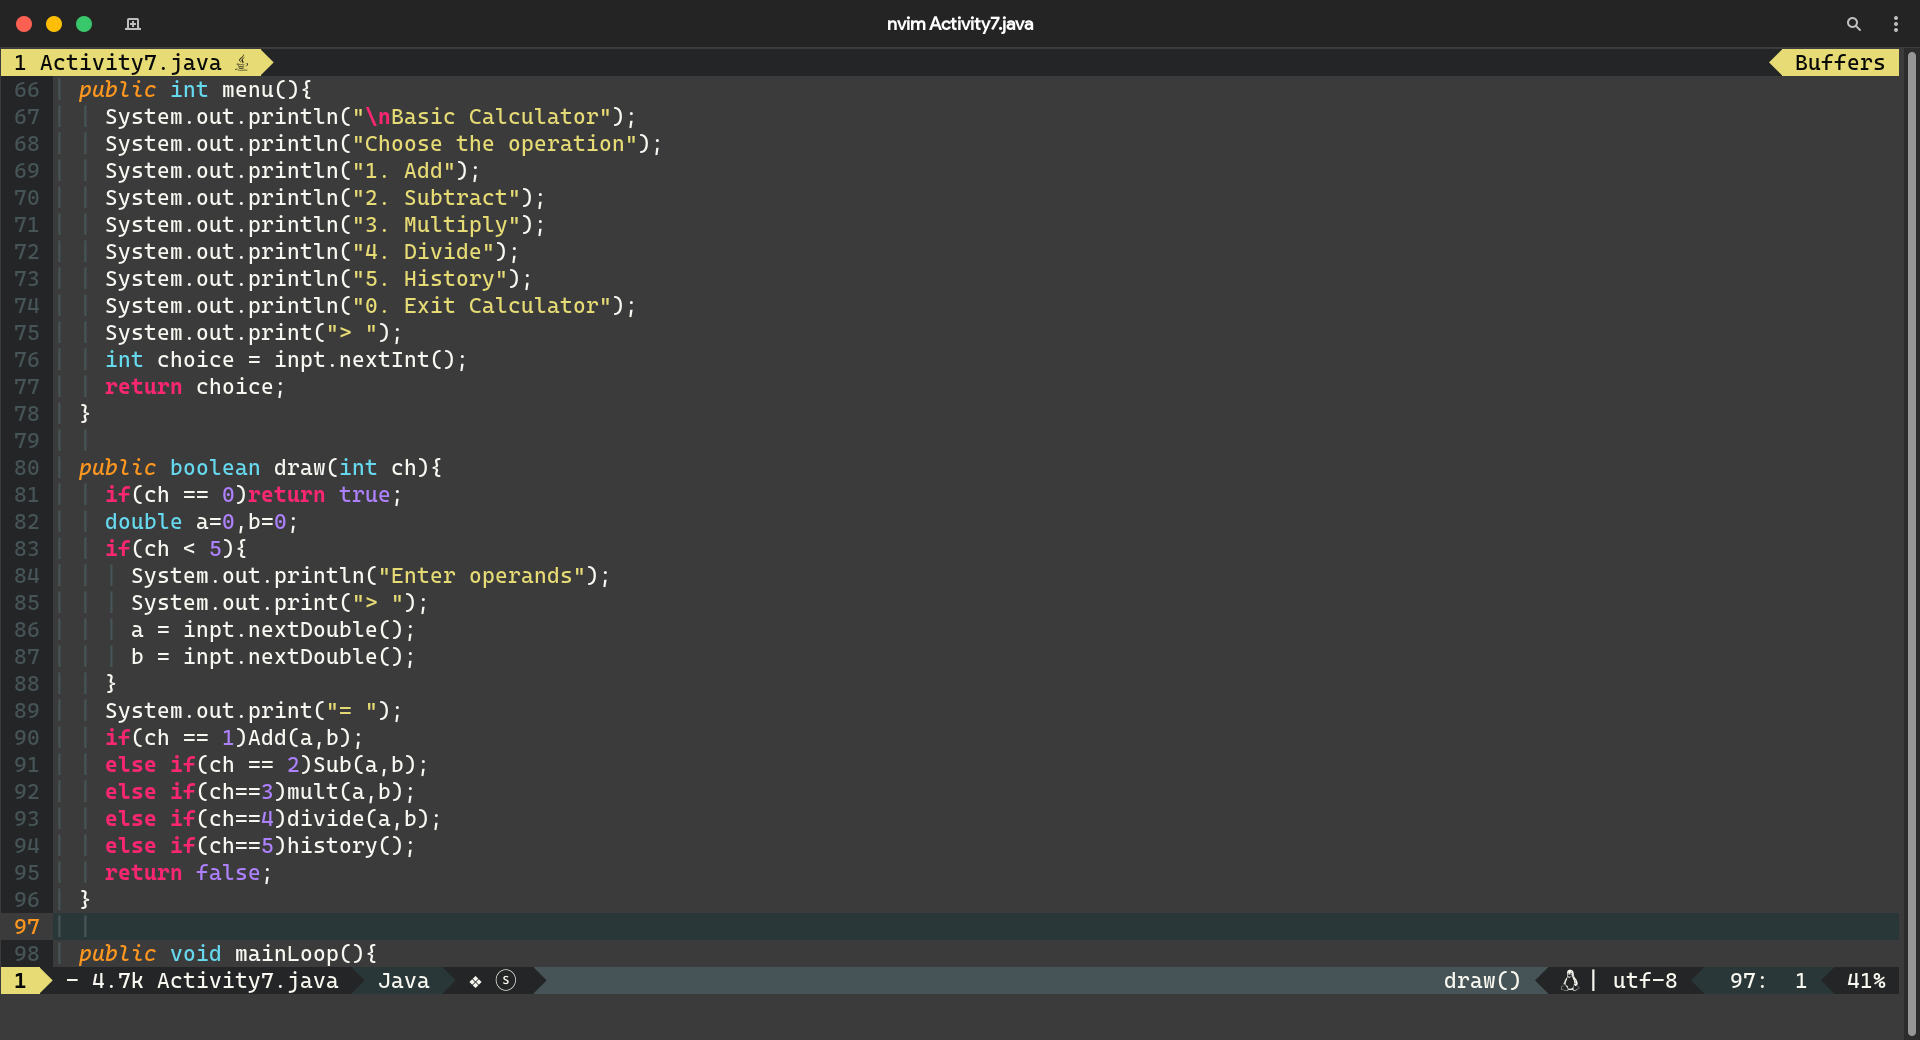 nvim Activity7.java
1 Activity7.java Buffers
66 public int menu(){
67 System.out.println("\nBasic Calculator");
68 System.out.println("Choose the operation");
69 System.out.println("1. Add");
70 System.out.println("2. Subtract");
71 System.out.println("3. Multiply");
72 System.out.println("4. Divide");
73 System.out.println("5. History");
74 System.out.println("0. Exit Calculator");
75 System.out.print("> ");
76 int choice = inpt.nextInt();
77 return choice;
78 }
79
80 public boolean draw(int ch){
81 if(ch == 0)return true;
82 double a=0,b=0;
83 if(ch < 5){
84 System.out.println("Enter operands");
85 System.out.print("> ");
86 a = inpt.nextDouble();
87 b = inpt.nextDouble();
88 }
89 System.out.print("= ");
90 if(ch == 1)Add(a,b);
91 else if(ch == 2)Sub(a,b);
92 else if(ch==3)mult(a,b);
93 else if(ch==4)divide(a,b);
94 else if(ch==5)history();
95 return false;
96 }
97
98 public void mainLoop(){
1 - 4.7k Activity7.java Java ❖ Ⓢ draw() | utf-8 97: 1 41%